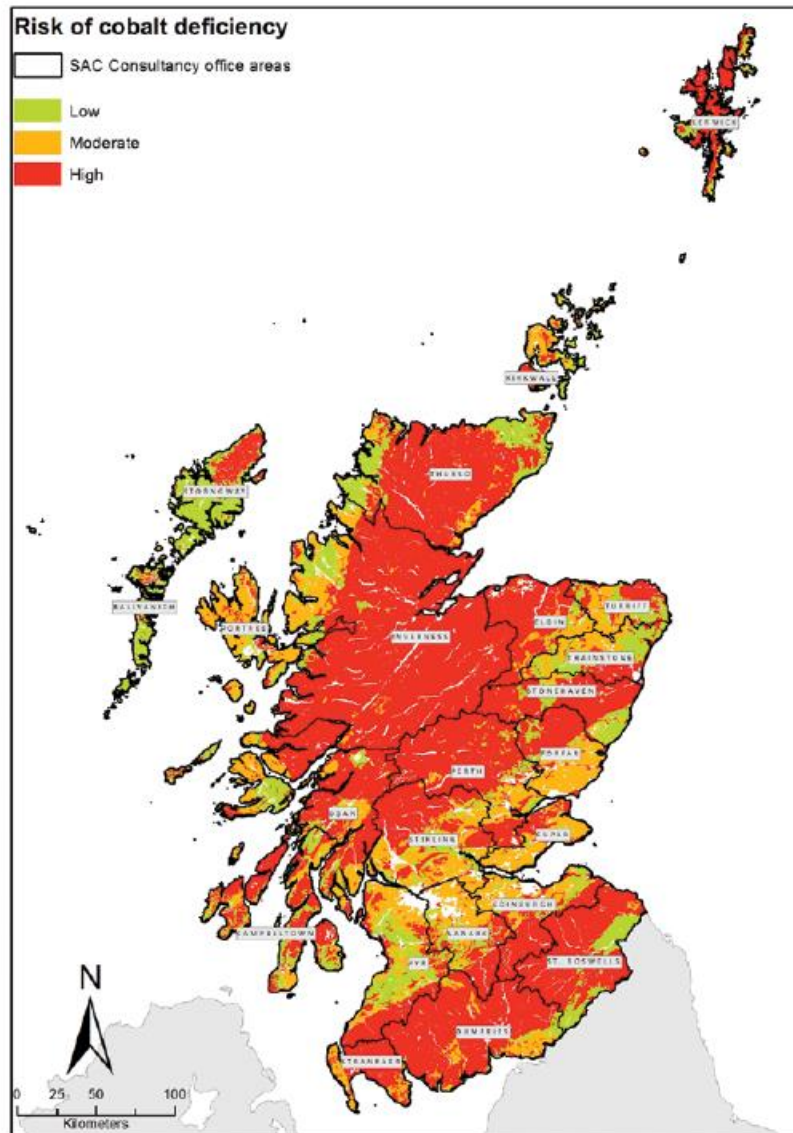 Risk of cobalt deficiency
SAC Consultancy office areas
Low
Moderate
High
LERWICK
KIRKWALL
THURSO
STORNOWAY
BALIVANICH
PORTREE
INVERNESS
ELGIN
TURRIFF
THAINSTONE
STONEHAVEN
FORFAR
PERTH
OBAN
STIRLING
CUPAR
EDINBURGH
LANARK
CAMPBELTOWN
AYR
ST. BOSWELLS
DUMFRIES
STRANRAER
N
0 25 50 100
Kilometers